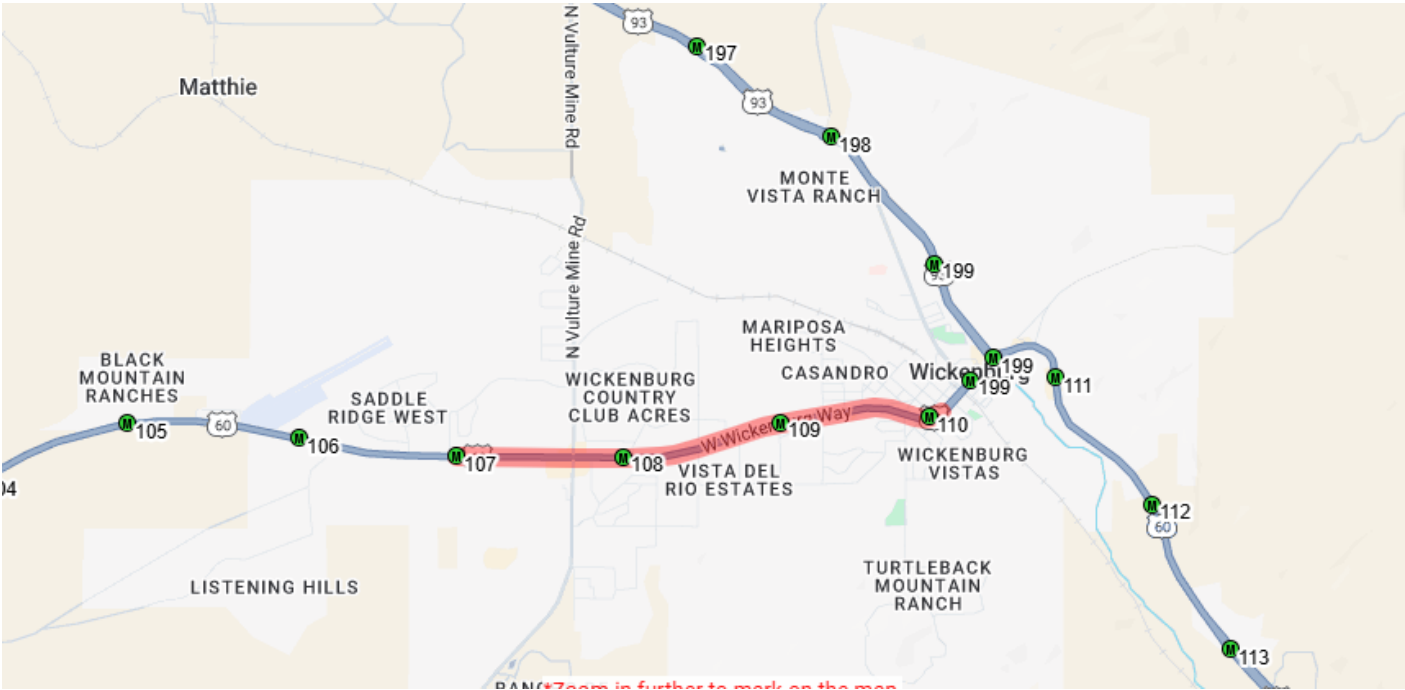 N Vulture Mine Rd
93
197
93
Matthie
198
MONTE
VISTA RANCH
N Vulture Mine Rd
199
MARIPOSA
HEIGHTS
BLACK
MOUNTAIN
RANCHES
SADDLE
RIDGE WEST
WICKENBURG
COUNTRY
CLUB ACRES
CASANDRO
Wickenburg
199
199
111
105
60
106
107
108
109
W Wickenburg Way
110
VISTA DEL
RIO ESTATES
WICKENBURG
VISTAS
04
112
60
LISTENING HILLS
TURTLEBACK
MOUNTAIN
RANCH
113
*Zoom in further to mark on the map